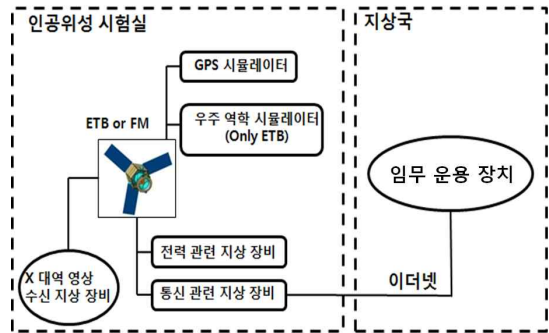 인공위성 시험실
지상국
GPS 시뮬레이터
ETB or FM
우주 역학 시뮬레이터
(Only ETB)
임무 운용 장치
전력 관련 지상 장비
X 대역 영상
수신 지상 장비
통신 관련 지상 장비
이더넷